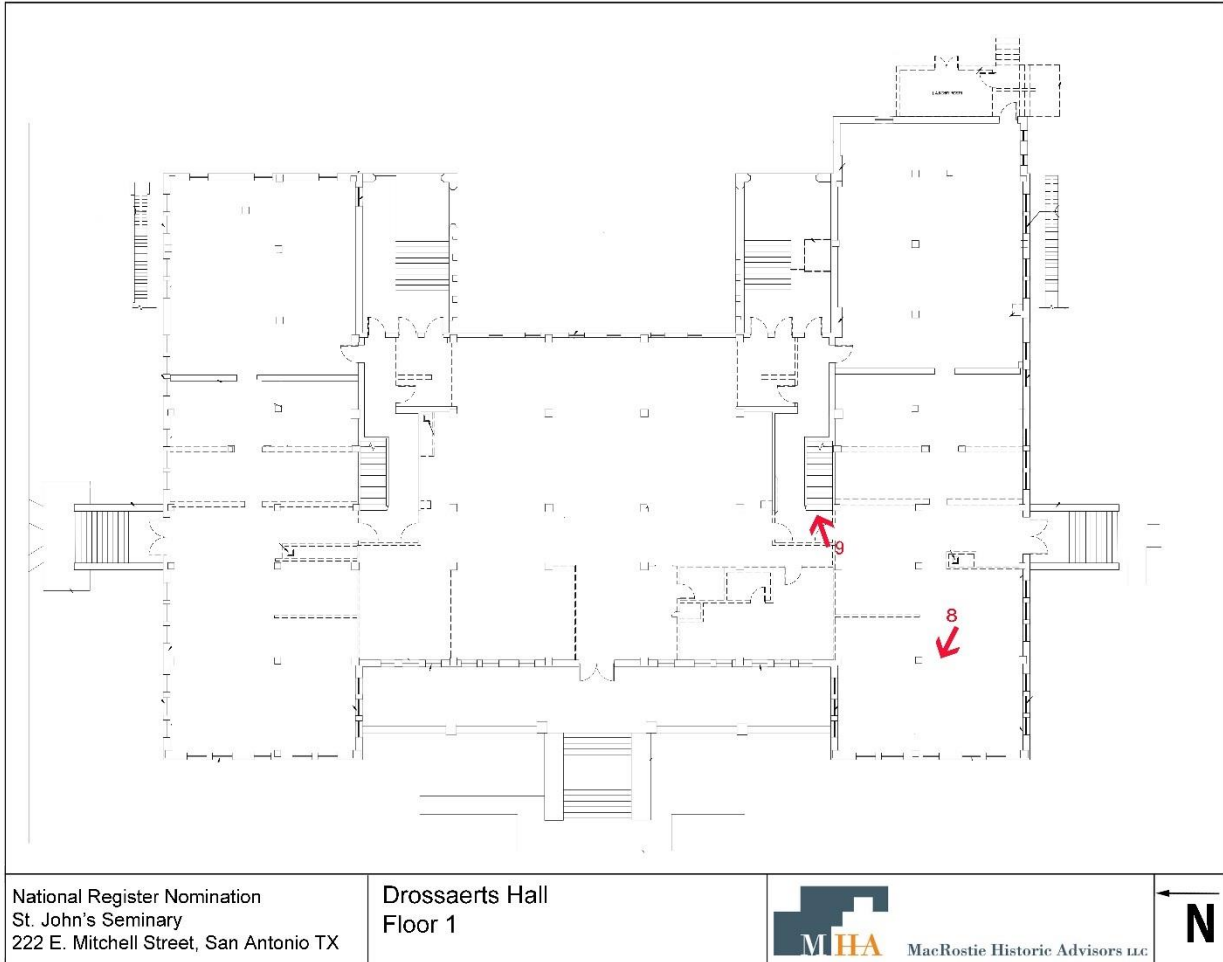 9
8
National Register Nomination
St. John's Seminary
222 E. Mitchell Street, San Antonio TX
Drossaerts Hall
Floor 1
MHA
MacRostie Historic Advisors LLC
N